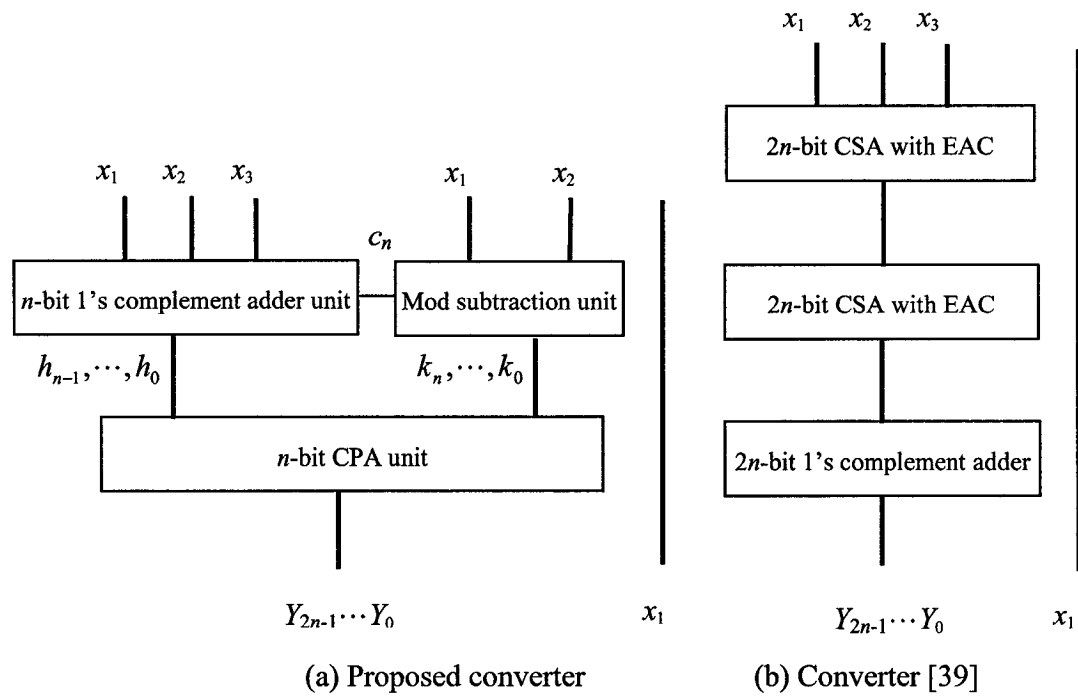 x₁ x₂ x₃
2n-bit CSA with EAC
x₁ x₂ x₃ x₁ x₂
cₙ
n-bit 1’s complement adder unit
Mod subtraction unit
2n-bit CSA with EAC
hₙ₋₁,⋯,h₀
kₙ,⋯,k₀
n-bit CPA unit
2n-bit 1’s complement adder
Y₂ₙ₋₁⋯Y₀ x₁
Y₂ₙ₋₁⋯Y₀ x₁
(a) Proposed converter
(b) Converter [39]